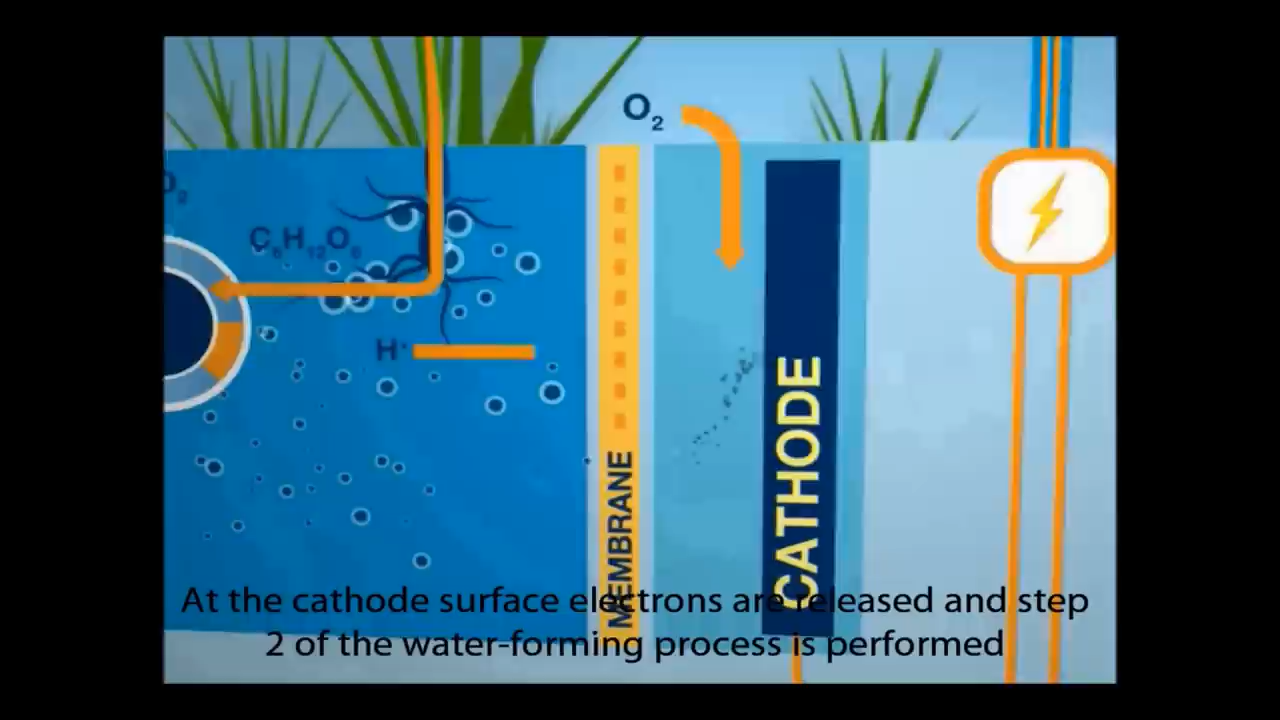 O₂
O₂
C₆H₁₂O₆
H⁺
MEMBRANE
CATHODE
At the cathode surface electrons are released and step
2 of the water-forming process is performed